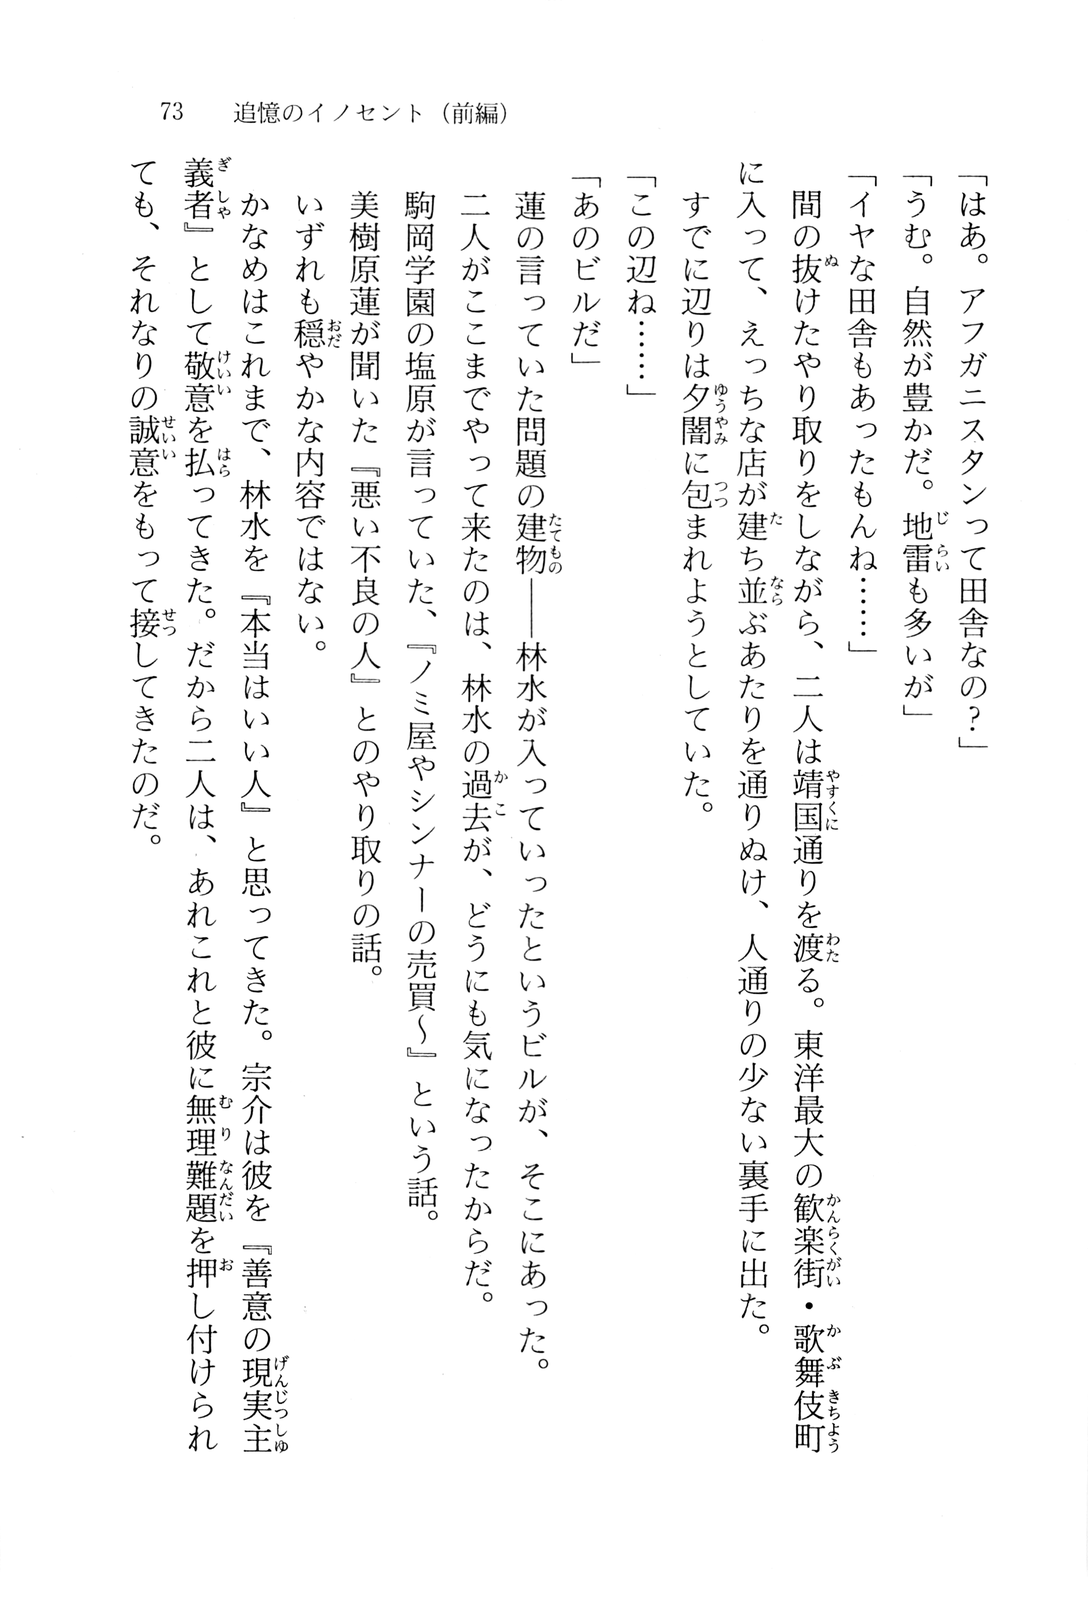 73　追憶のイノセント（前編）
「はあ。アフガニスタンって田舎なの？」
「うむ。自然が豊かだ。地雷も多いが」
「イヤな田舎もあったもんね……」
　間の抜けたやり取りをしながら、二人は靖国通りを渡る。東洋最大の歓楽街・歌舞伎町
に入って、えっちな店が建ち並ぶあたりを通りぬけ、人通りの少ない裏手に出た。
　すでに辺りは夕闇に包まれようとしていた。
「この辺ね……」
「あのビルだ」
　蓮の言っていた問題の建物――林水が入っていったというビルが、そこにあった。
　二人がここまでやって来たのは、林水の過去が、どうにも気になったからだ。
　駒岡学園の塩原が言っていた、『ノミ屋やシンナーの売買～』という話。
　美樹原蓮が聞いた『悪い不良の人』とのやり取りの話。
　いずれも穏やかな内容ではない。
　かなめはこれまで、林水を『本当はいい人』と思ってきた。宗介は彼を『善意の現実主
義者』として敬意を払ってきた。だから二人は、あれこれと彼に無理難題を押し付けられ
ても、それなりの誠意をもって接してきたのだ。